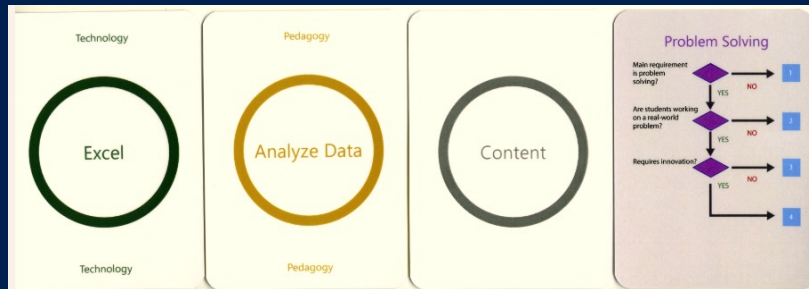 Technology
Excel
Technology
Pedagogy
Analyze Data
Pedagogy
Content
Problem Solving
Main requirement
is problem
solving?
NO
1
YES
Are students working
on a real-world
problem?
NO
2
YES
Requires innovation?
NO
3
YES
4